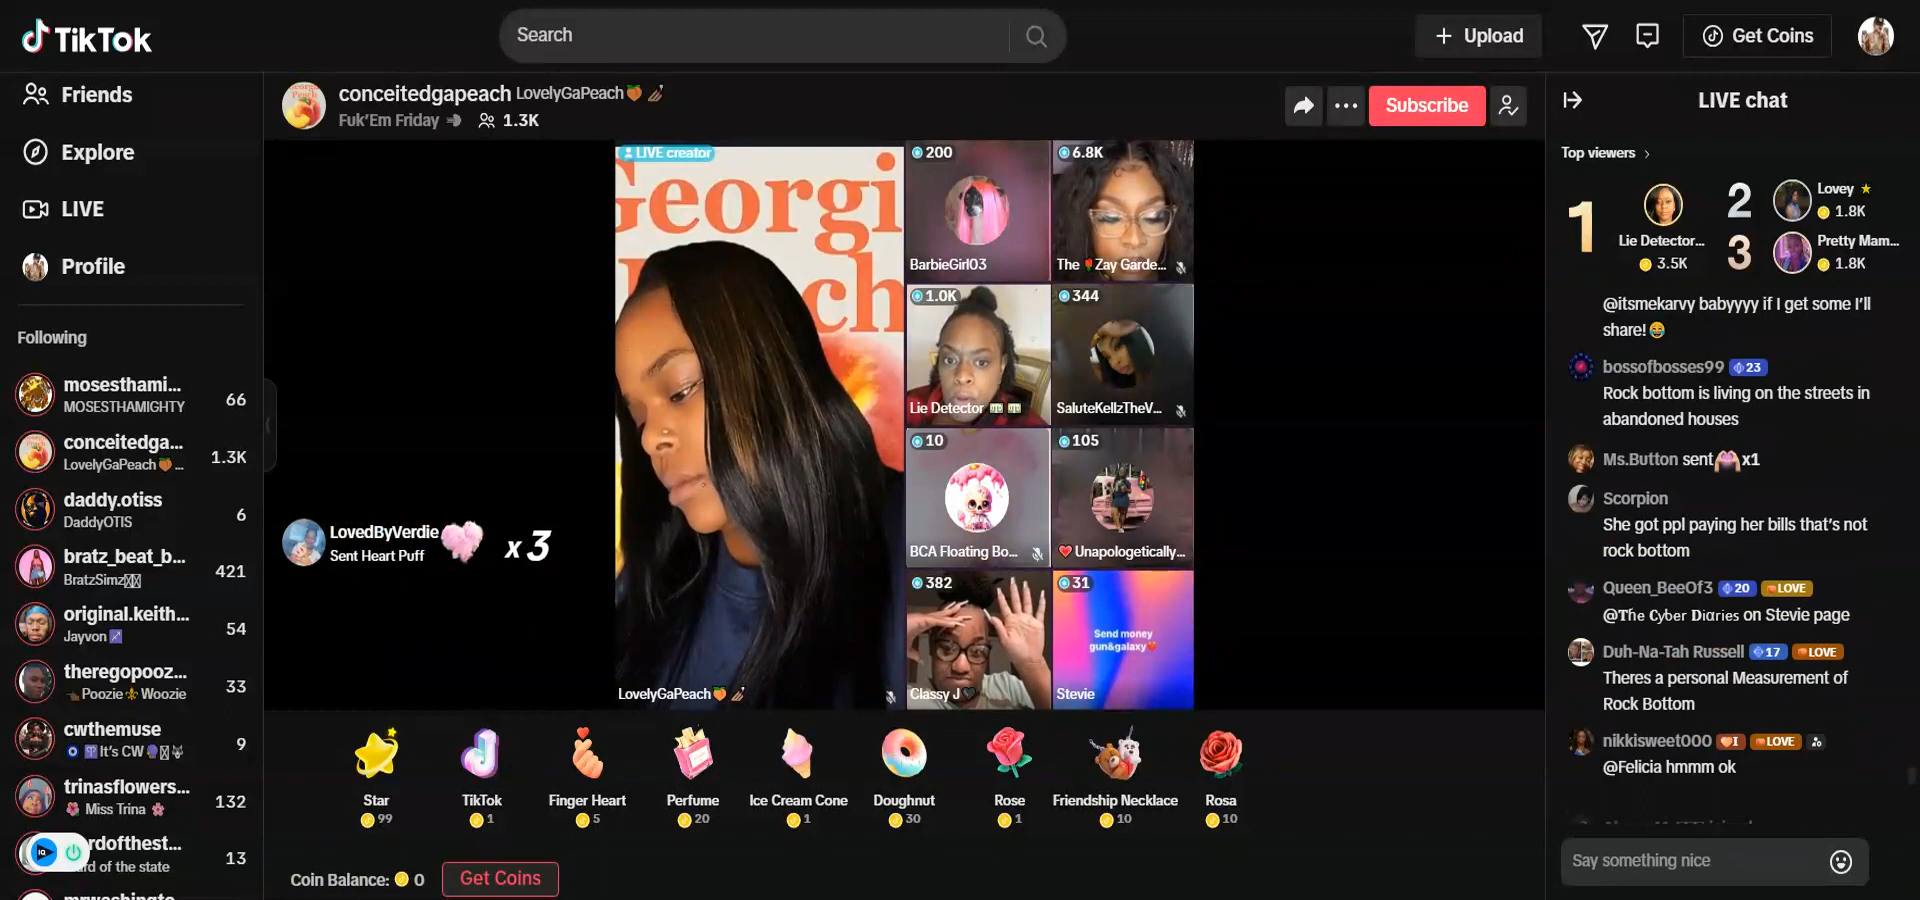 TikTok
Search
Upload
Get Coins
Friends
Explore
LIVE
Profile
Following
mosesthami...
MOSESTHAMIGHTY
66
conceitedga...
LovelyGaPeach🍑...
1.3K
daddy.otiss
DaddyOTIS
6
bratz_beat_b...
BratzSimz
421
original.keith...
Jayvon
54
theregopooz...
Poozie⚜Woozie
33
cwthemuse
It's CW
9
trinasflowers...
🌺 Miss Trina 🌸
132
rdofthest...
rd of the state
13
conceitedgapeach LovelyGaPeach🍑💅🏾
Fuk'Em Friday 💨 1.3K
Subscribe
LIVE creator
Georgi
ch
LovelyGaPeach🍑💅🏾
LovedByVerdie
Sent Heart Puff
x3
200
BarbieGirl03
6.8K
The 🌹Zay Garde...
1.0K
Lie Detector
344
SaluteKellzTheV...
10
BCA Floating Bo...
105
❤️Unapologetically...
382
Classy J🖤
31
Send money
gun&galaxy❤️
Stevie
Star
99
TikTok
1
Finger Heart
5
Perfume
20
Ice Cream Cone
1
Doughnut
30
Rose
1
Friendship Necklace
10
Rosa
10
Coin Balance: 0
Get Coins
LIVE chat
Top viewers >
1
Lie Detector...
3.5K
2
Lovey ⭐
1.8K
3
Pretty Mam...
1.8K
@itsmekarvy babyyyy if I get some I'll
share!😂
bossofbosses99 23
Rock bottom is living on the streets in
abandoned houses
Ms.Button sent x1
Scorpion
She got ppl paying her bills that's not
rock bottom
Queen_BeeOf3 20 LOVE
@The Cyber Diaries on Stevie page
Duh-Na-Tah Russell 17 LOVE
Theres a personal Measurement of
Rock Bottom
nikkisweet000 I LOVE
@Felicia hmmm ok
Say something nice